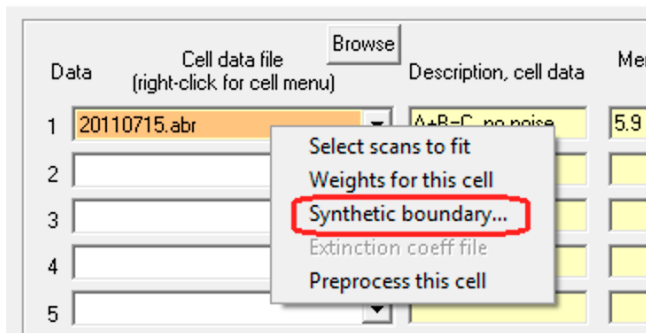 Browse
Data
Cell data file
(right-click for cell menu)
Description, cell data
1 20110715.abr
A+B=C, no noise
5.9
Select scans to fit
2
Weights for this cell
3
Synthetic boundary...
4
Extinction coeff file
Preprocess this cell
5